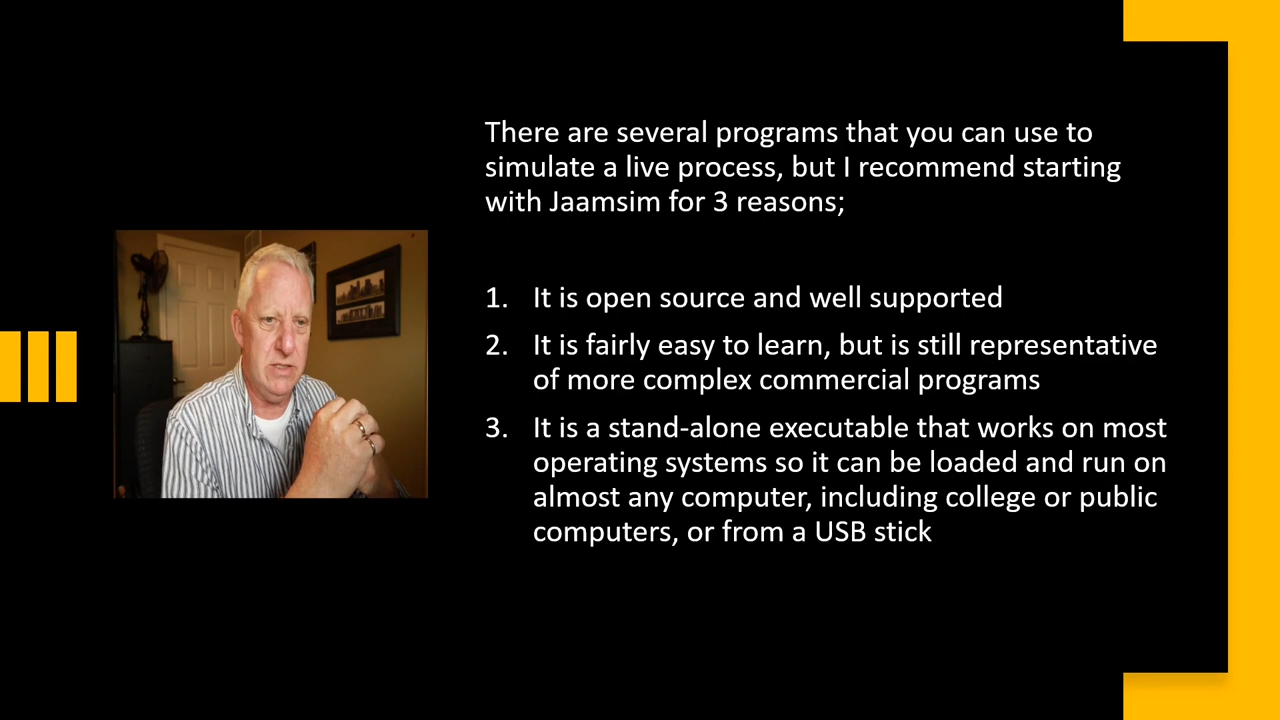 There are several programs that you can use to
simulate a live process, but I recommend starting
with Jaamsim for 3 reasons;
1. It is open source and well supported
2. It is fairly easy to learn, but is still representative
of more complex commercial programs
3. It is a stand-alone executable that works on most
operating systems so it can be loaded and run on
almost any computer, including college or public
computers, or from a USB stick